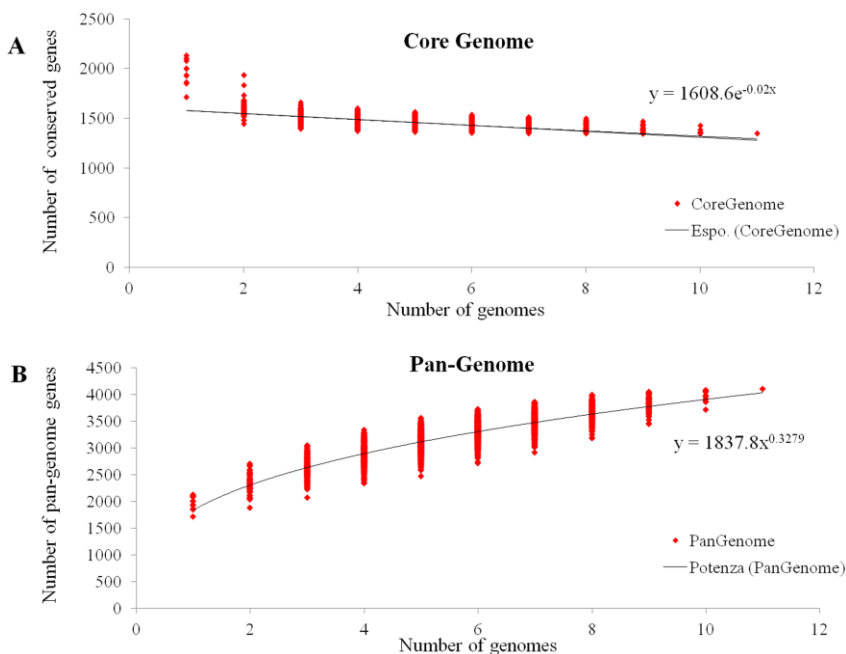 A
Core Genome
Number of conserved genes
2500
2000
1500
1000
500
0
y = 1608.6e^-0.02x
CoreGenome
Espo. (CoreGenome)
0 2 4 6 8 10 12
Number of genomes
B
Pan-Genome
Number of pan-genome genes
4500
4000
3500
3000
2500
2000
1500
1000
500
0
y = 1837.8x^0.3279
PanGenome
Potenza (PanGenome)
0 2 4 6 8 10 12
Number of genomes